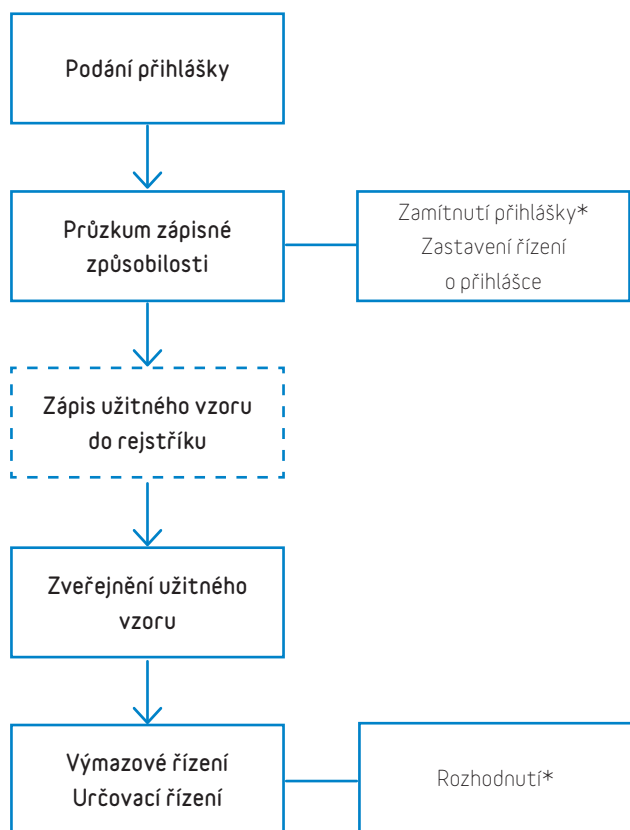 Podání přihlášky
Průzkum zápisné
způsobilosti
Zamítnutí přihlášky*
Zastavení řízení
o přihlášce
Zápis užitného vzoru
do rejstříku
Zveřejnění užitného
vzoru
Výmazové řízení
Určovací řízení
Rozhodnutí*